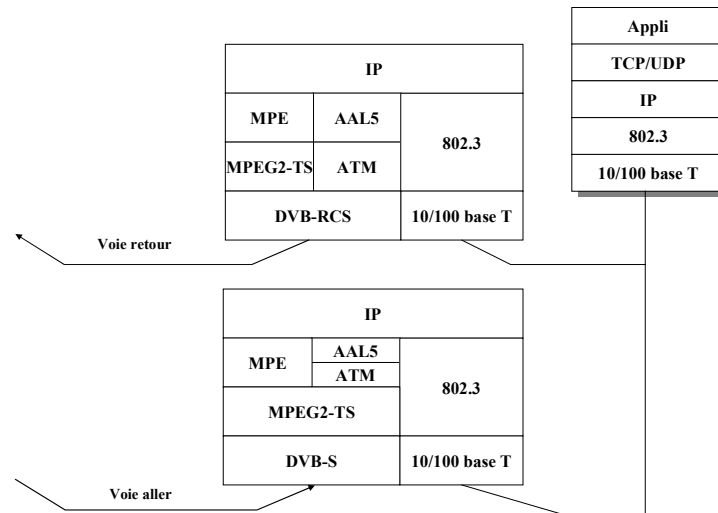 IP
MPE
AAL5
802.3
MPEG2-TS
ATM
DVB-RCS
10/100 base T
Voie retour
Appli
TCP/UDP
IP
802.3
10/100 base T
IP
MPE
AAL5
ATM
802.3
MPEG2-TS
DVB-S
10/100 base T
Voie aller